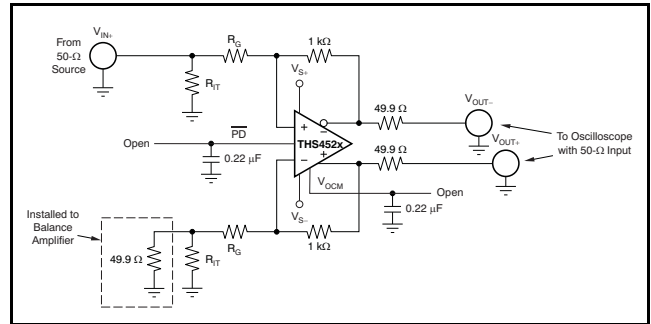 From
50-Ω
Source
V_IN+
R_G
1 kΩ
R_IT
V_S+
49.9 Ω
V_OUT–
PD
Open
0.22 μF
+
–
THS452x
–
+
49.9 Ω
V_OUT+
To Oscilloscope
with 50-Ω Input
V_OCM
Open
0.22 μF
V_S–
Installed to
Balance
Amplifier
49.9 Ω
R_IT
R_G
1 kΩ